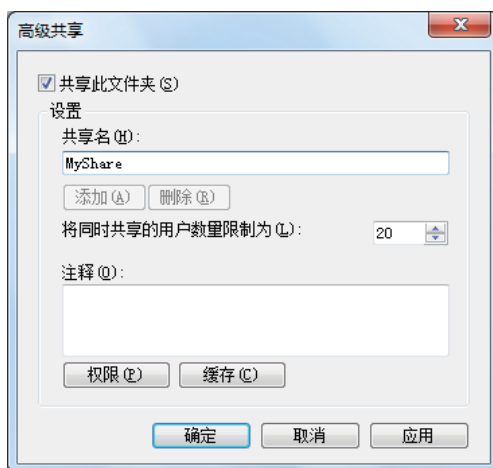 高级共享
共享此文件夹(S)
设置
共享名(H):
MyShare
添加(A) 删除(R)
将同时共享的用户数量限制为(L): 20
注释(O):
权限(P) 缓存(C)
确定 取消 应用